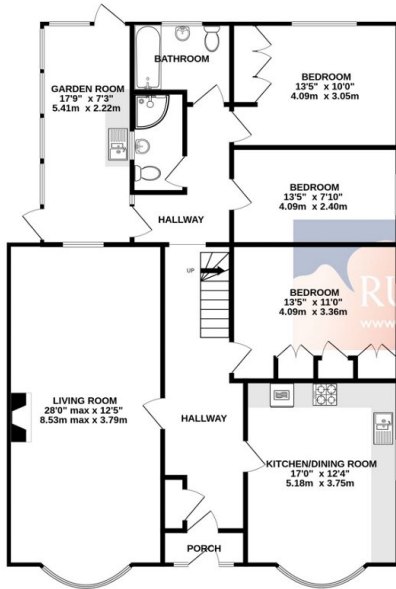 GARDEN ROOM
17'9" x 7'3"
5.41m x 2.22m
BATHROOM
BEDROOM
13'5" x 10'0"
4.09m x 3.05m
BEDROOM
13'5" x 7'10"
4.09m x 2.40m
HALLWAY
UP
BEDROOM
13'5" x 11'0"
4.09m x 3.36m
RU
www
LIVING ROOM
28'0" max x 12'5"
8.53m max x 3.79m
HALLWAY
KITCHEN/DINING ROOM
17'0" x 12'4"
5.18m x 3.75m
PORCH